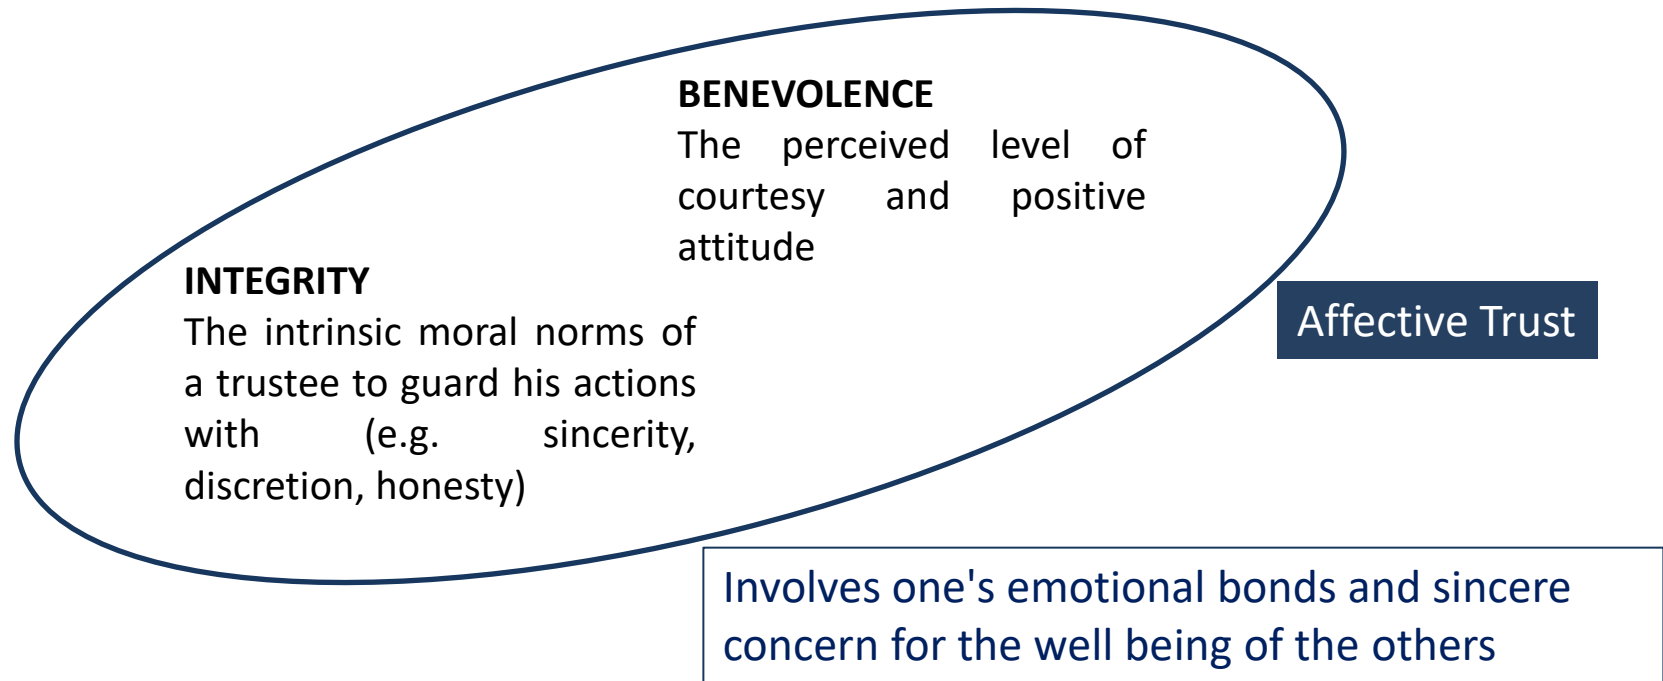 BENEVOLENCE
The perceived level of
courtesy and positive
attitude
INTEGRITY
The intrinsic moral norms of
a trustee to guard his actions
with (e.g. sincerity,
discretion, honesty)
Affective Trust
Involves one's emotional bonds and sincere
concern for the well being of the others